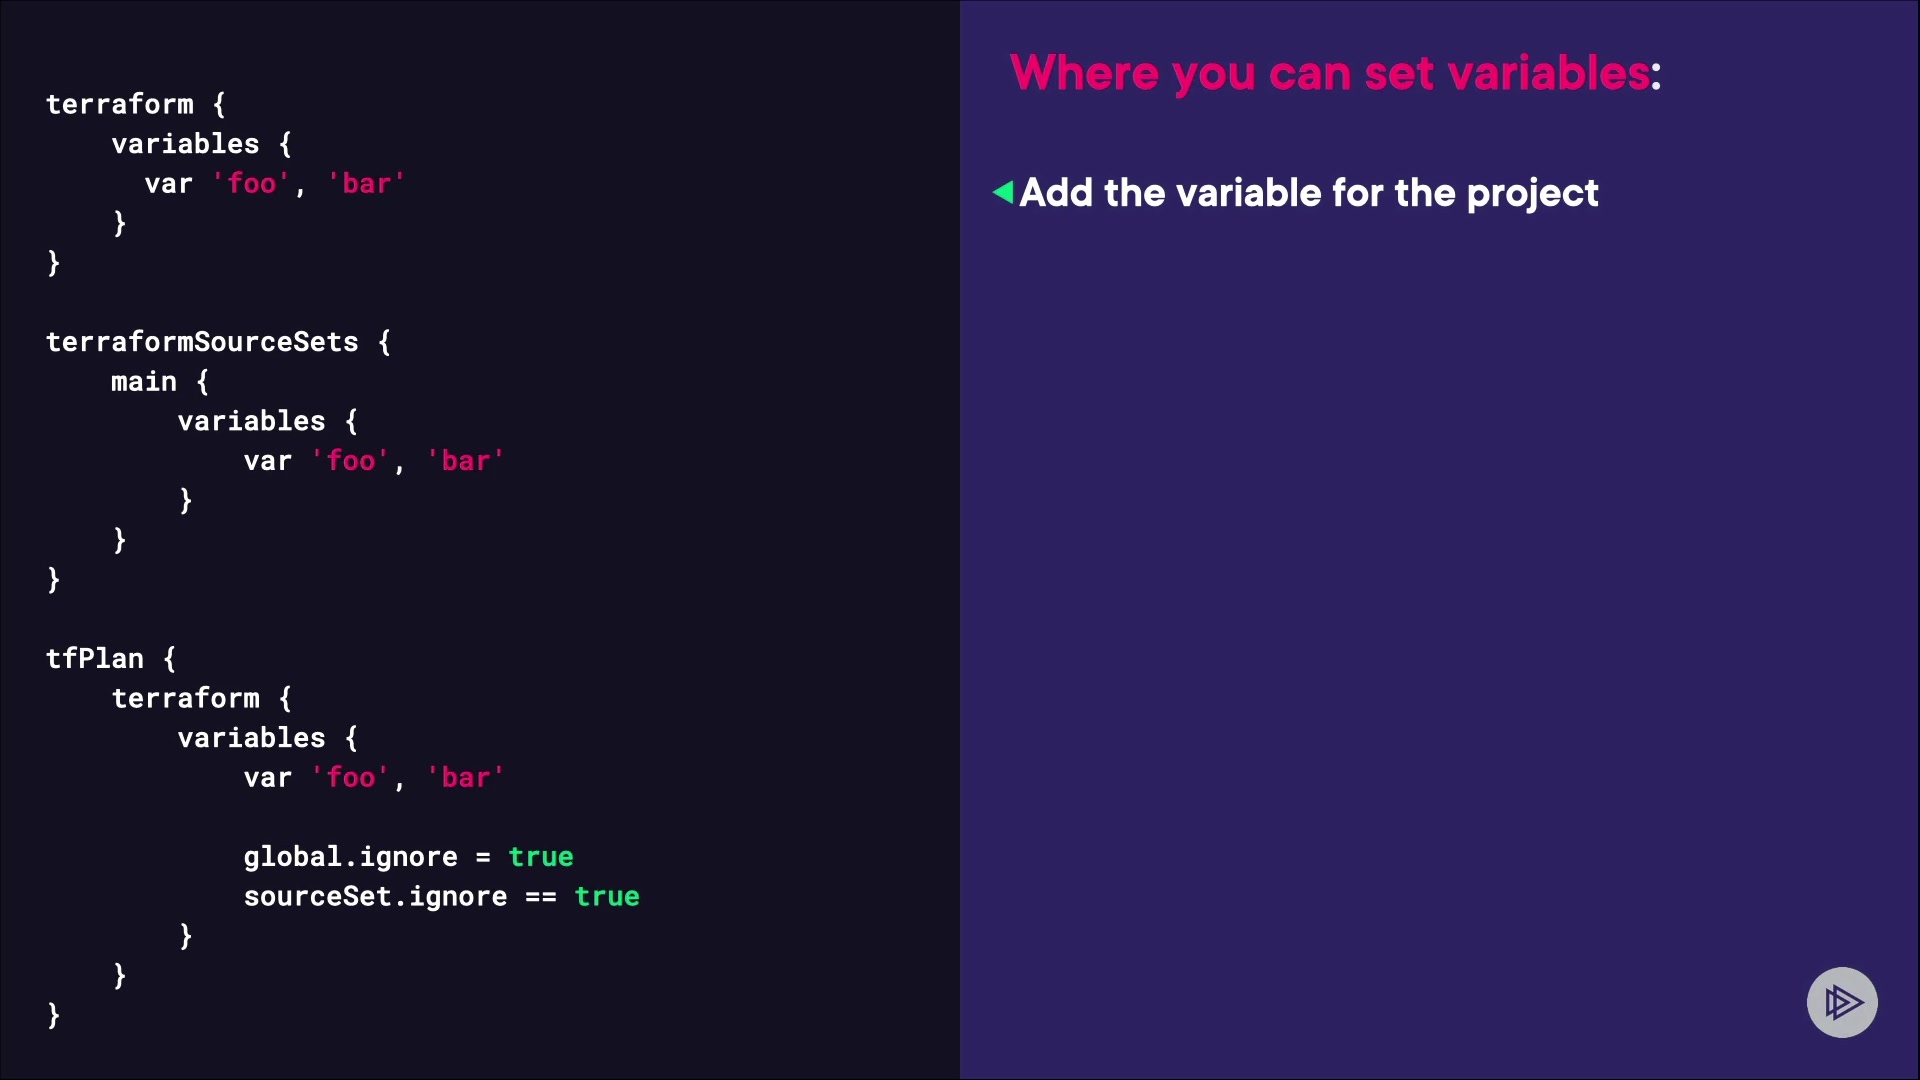 terraform {
    variables {
      var 'foo', 'bar'
    }
}

terraformSourceSets {
    main {
        variables {
            var 'foo', 'bar'
        }
    }
}

tfPlan {
    terraform {
        variables {
            var 'foo', 'bar'

            global.ignore = true
            sourceSet.ignore == true
        }
    }
}
Where you can set variables:
Add the variable for the project